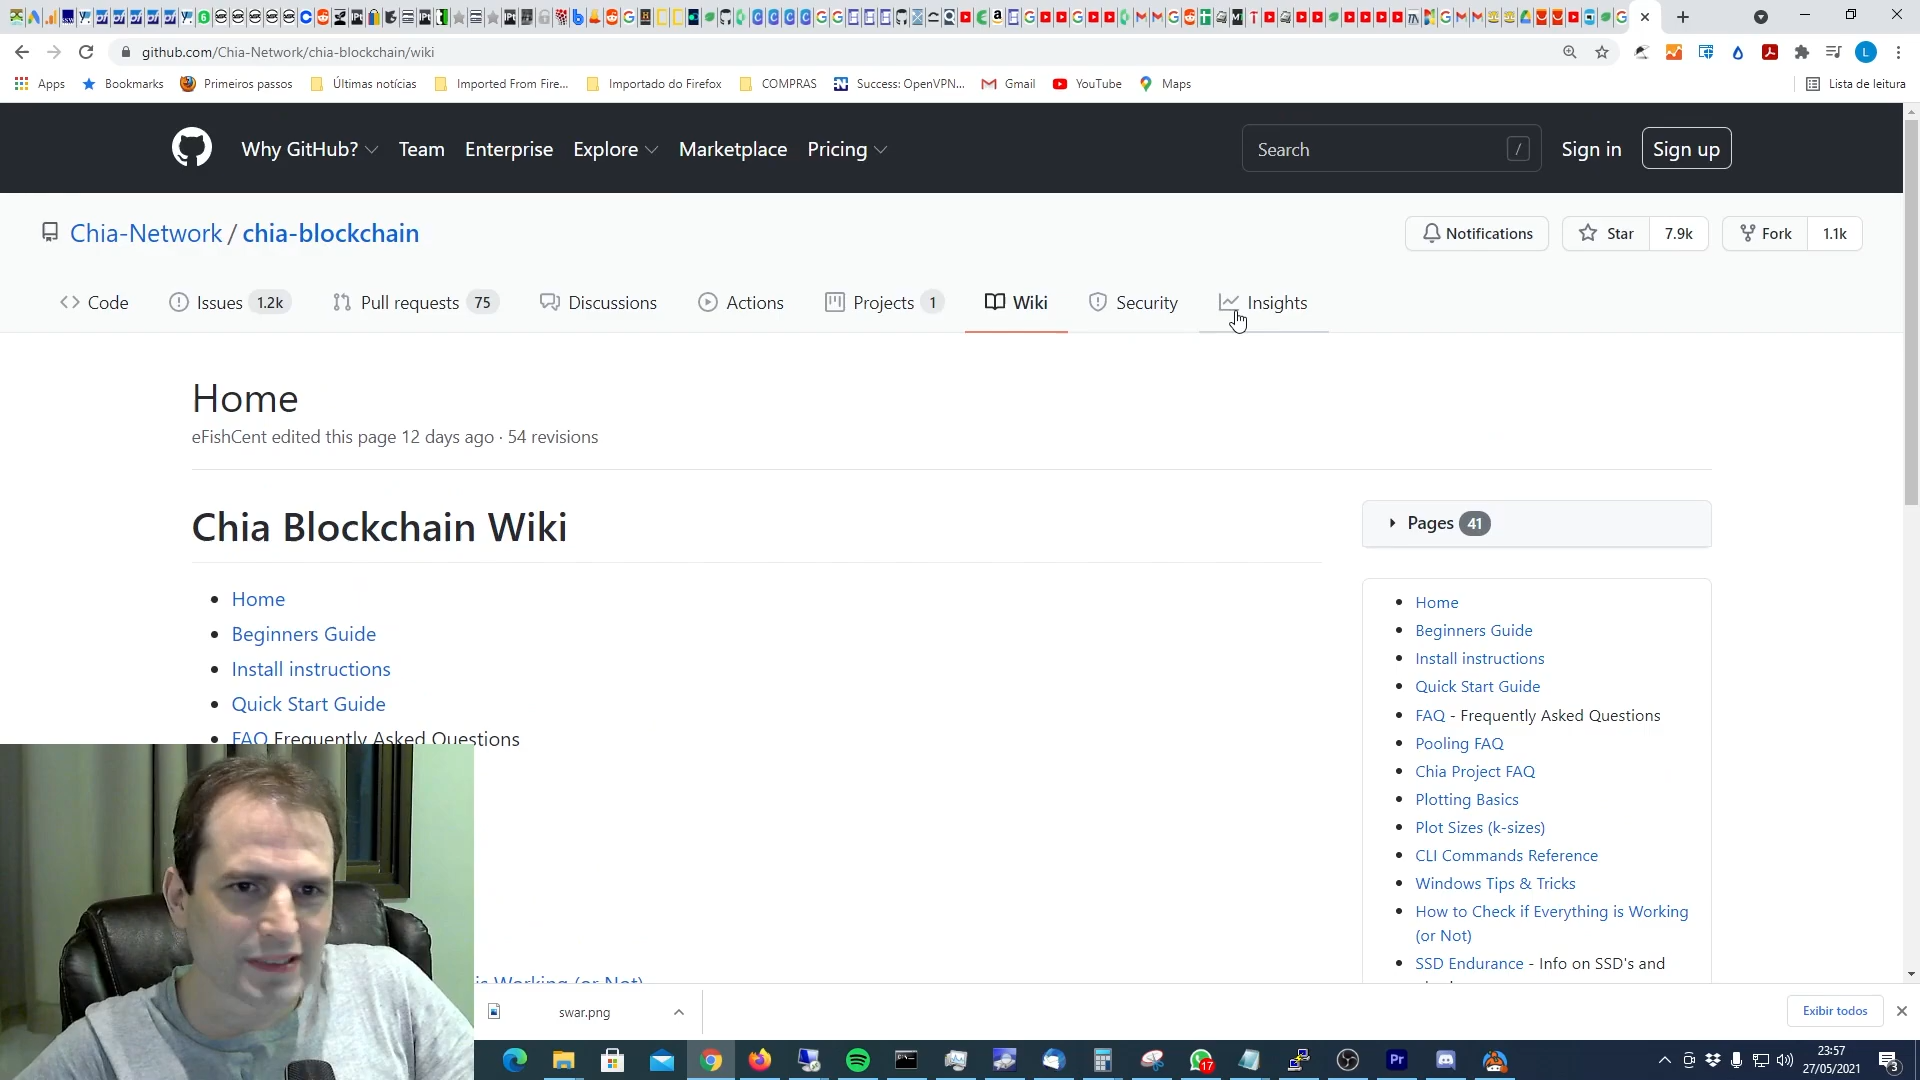 github.com/Chia-Network/chia-blockchain/wiki
Apps
Bookmarks
Primeiros passos
Últimas notícias
Imported From Fire...
Importado do Firefox
COMPRAS
Success: OpenVPN...
Gmail
YouTube
Maps
Lista de leitura
Why GitHub?
Team
Enterprise
Explore
Marketplace
Pricing
Search
/
Sign in
Sign up
Chia-Network / chia-blockchain
Notifications
Star
7.9k
Fork
1.1k
Code
Issues 1.2k
Pull requests 75
Discussions
Actions
Projects 1
Wiki
Security
Insights
Home
eFishCent edited this page 12 days ago · 54 revisions
Chia Blockchain Wiki
Home
Beginners Guide
Install instructions
Quick Start Guide
FAQ Frequently Asked Questions
is Working (or Not)
Pages 41
Home
Beginners Guide
Install instructions
Quick Start Guide
FAQ - Frequently Asked Questions
Pooling FAQ
Chia Project FAQ
Plotting Basics
Plot Sizes (k-sizes)
CLI Commands Reference
Windows Tips & Tricks
How to Check if Everything is Working
(or Not)
SSD Endurance - Info on SSD's and
swar.png
Exibir todos
17
Pr
23:57
27/05/2021
3